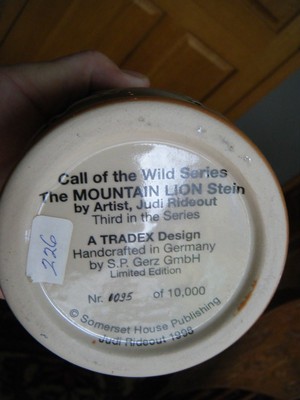 Call of the Wild Series
The MOUNTAIN LION Stein
by Artist, Judi Rideout
Third in the Series
A TRADEX Design
Handcrafted in Germany
by S.P. Gerz GmbH
Limited Edition
Nr. 1035 of 10,000
© Somerset House Publishing
Judi Rideout 1996
226